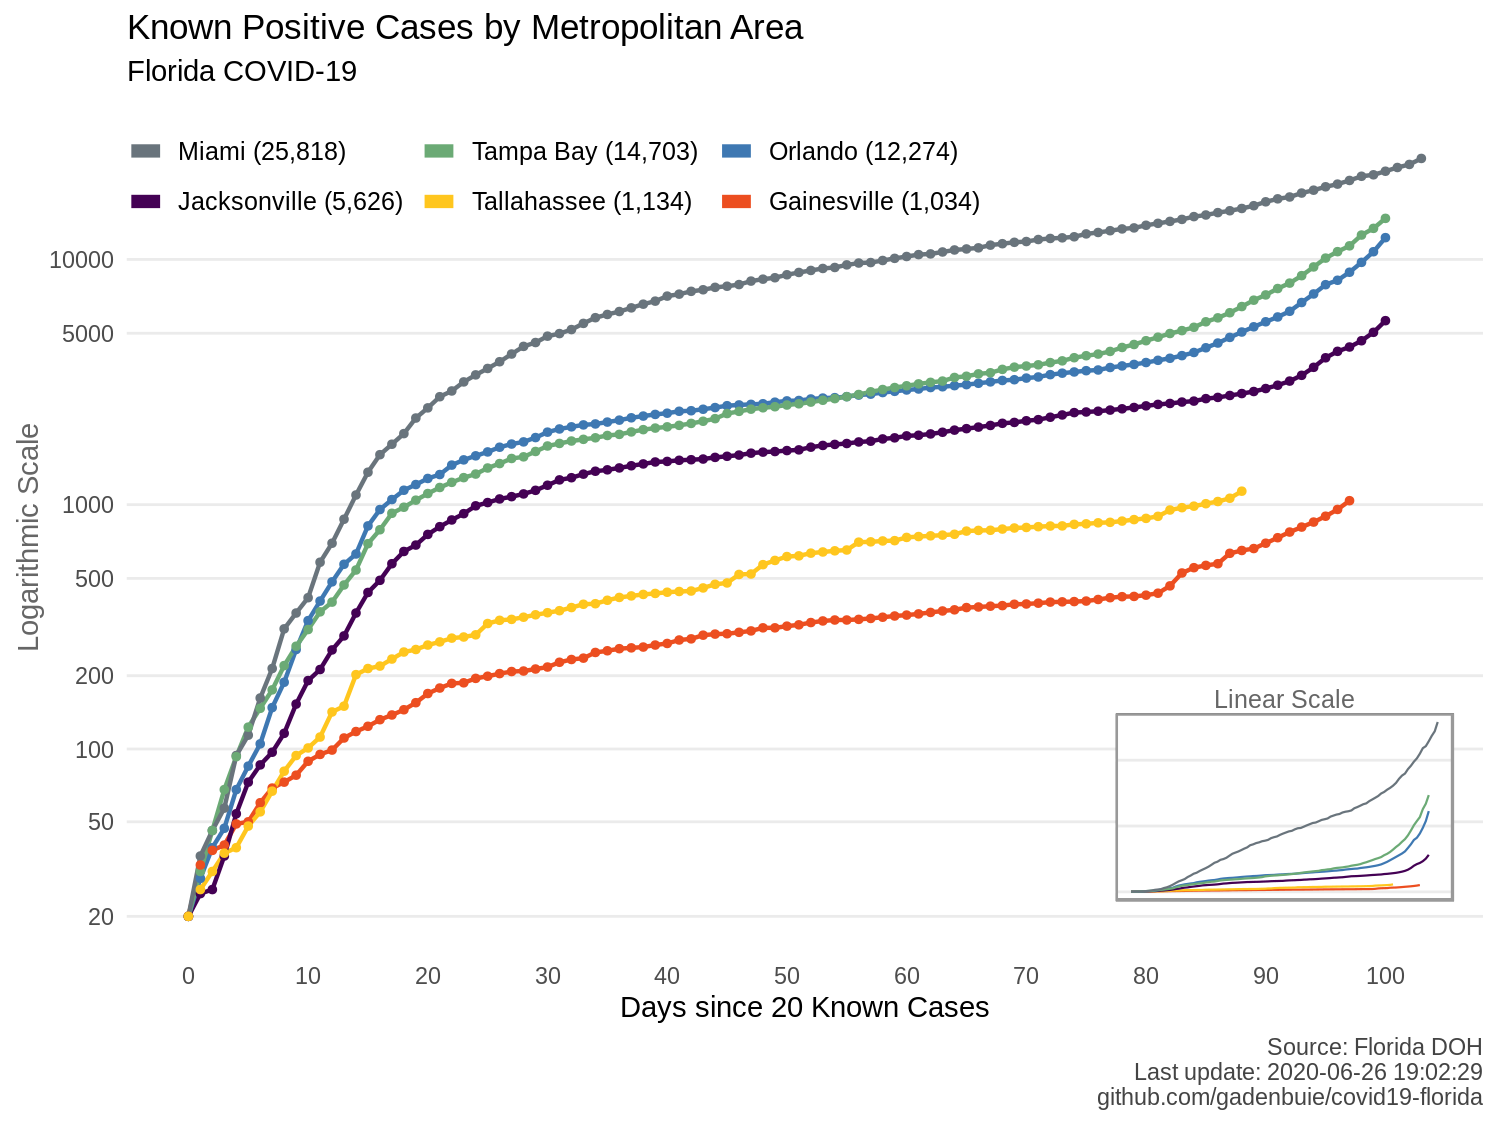 Known Positive Cases by Metropolitan Area
Florida COVID-19
Miami (25,818) Tampa Bay (14,703) Orlando (12,274)
Jacksonville (5,626) Tallahassee (1,134) Gainesville (1,034)
Logarithmic Scale
10000
5000
1000
500
200
100
50
20
Linear Scale
0 10 20 30 40 50 60 70 80 90 100
Days since 20 Known Cases
Source: Florida DOH
Last update: 2020-06-26 19:02:29
github.com/gadenbuie/covid19-florida